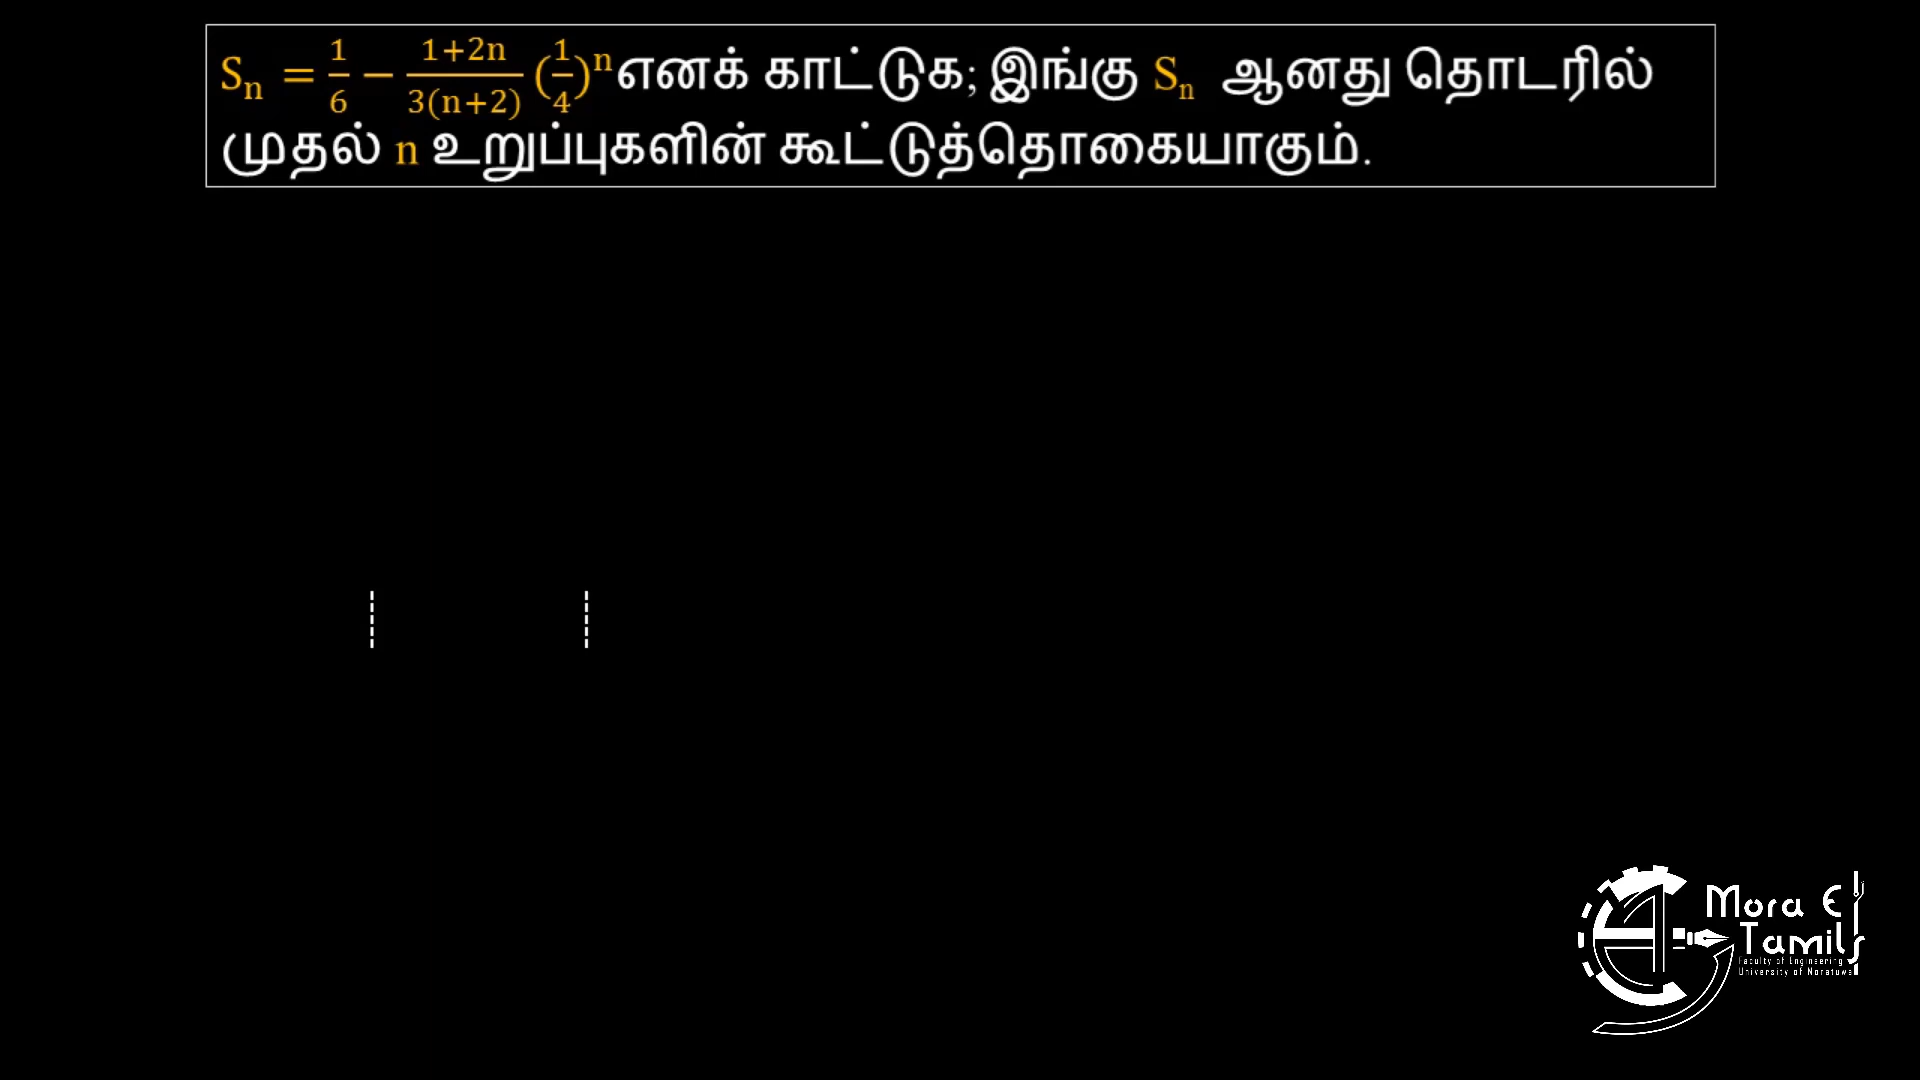 Sₙ = 1/6 − (1+2n)/(3(n+2)) (1/4)ⁿ எனக் காட்டுக; இங்கு Sₙ ஆனது தொடரில்
முதல் n உறுப்புகளின் கூட்டுத்தொகையாகும்.
Mora E
Tamils
Faculty of Engineering
University of Moratuwa